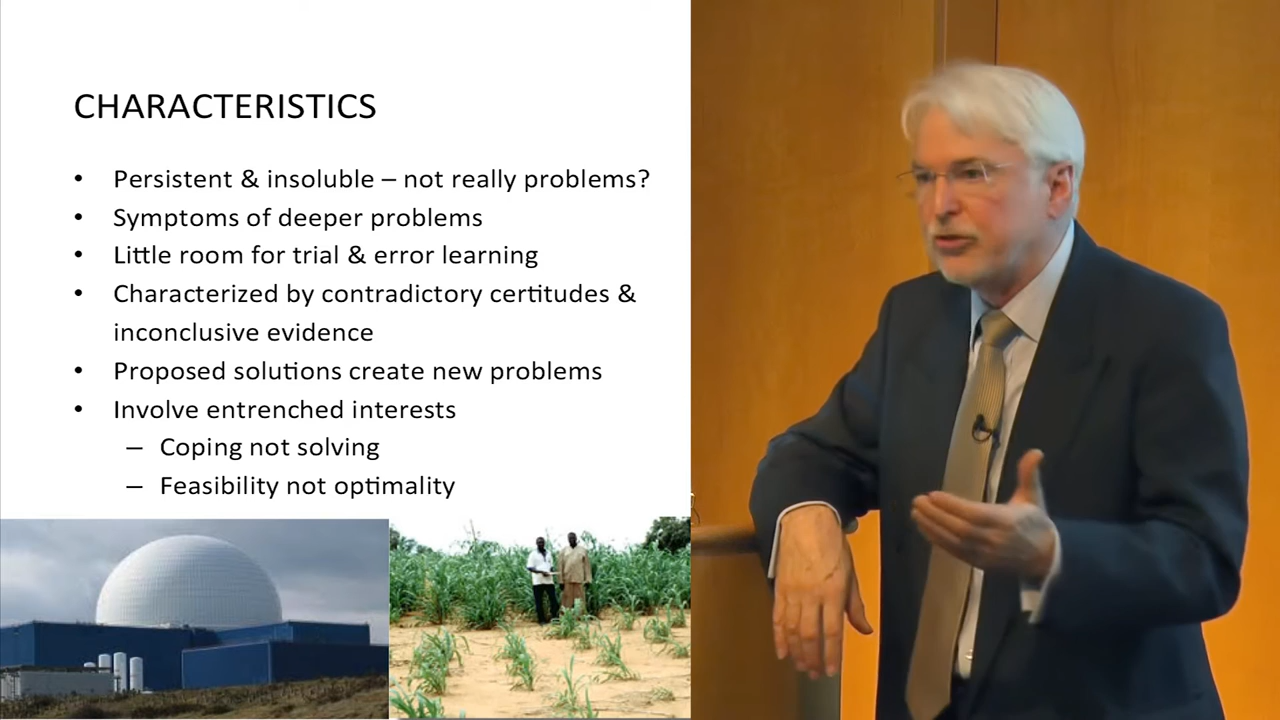 CHARACTERISTICS
• Persistent & insoluble – not really problems?
• Symptoms of deeper problems
• Little room for trial & error learning
• Characterized by contradictory certitudes &
inconclusive evidence
• Proposed solutions create new problems
• Involve entrenched interests
– Coping not solving
– Feasibility not optimality